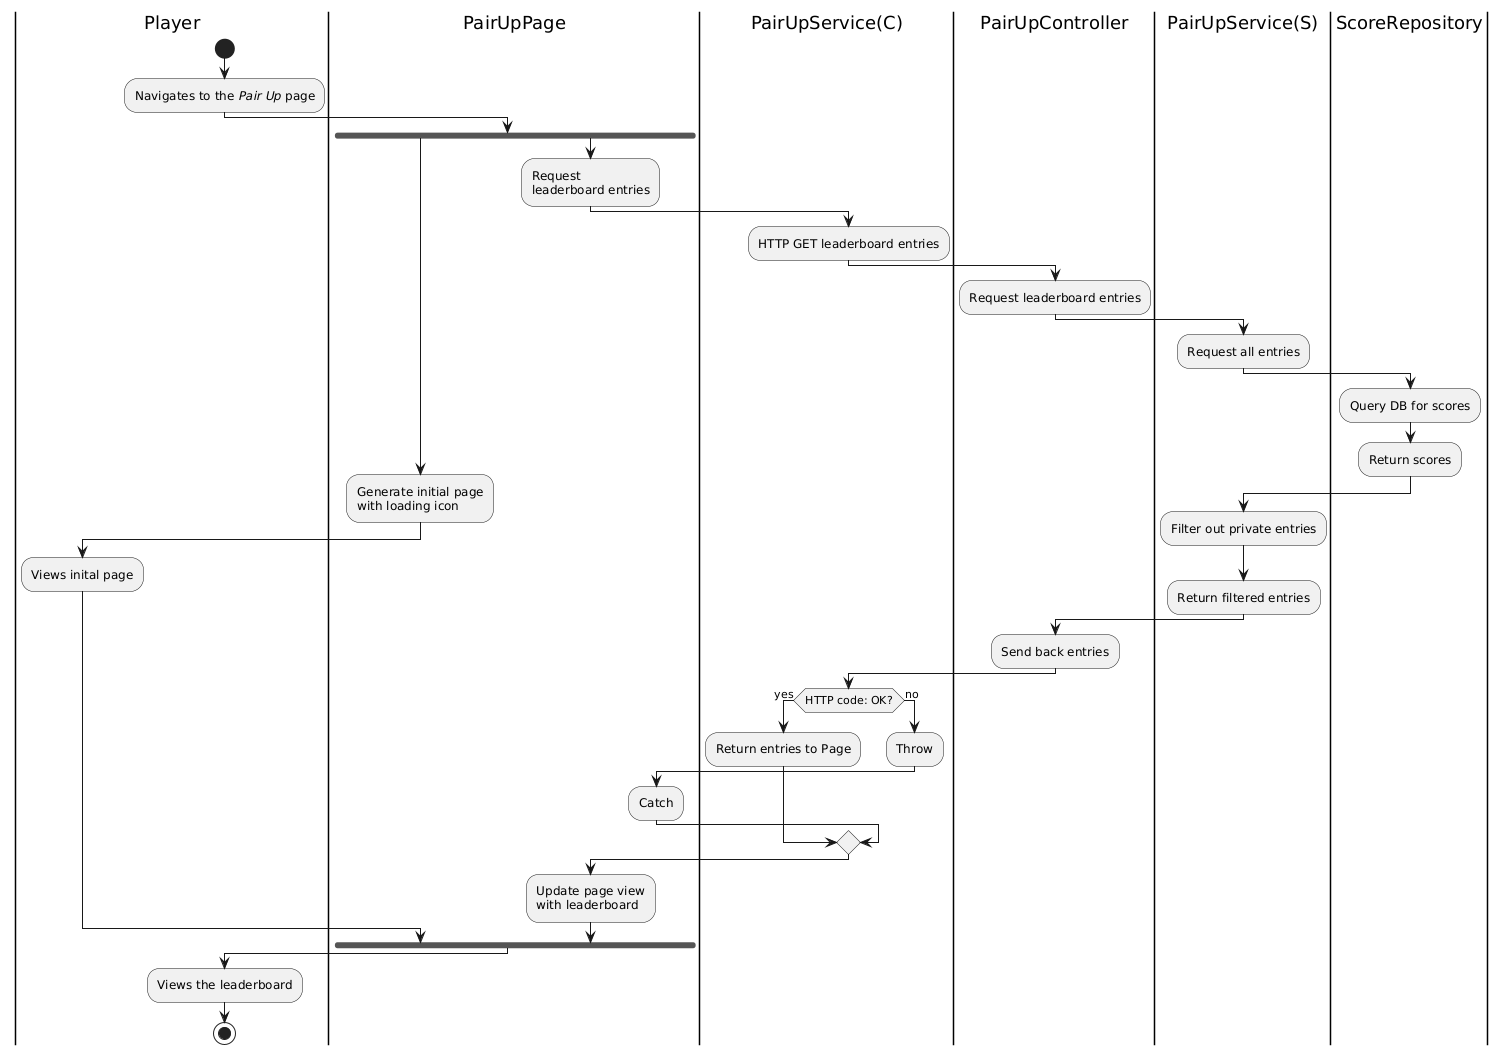 Player
PairUpPage
PairUpService(C)
PairUpController
PairUpService(S)
ScoreRepository
Navigates to the Pair Up page
Request
leaderboard entries
HTTP GET leaderboard entries
Request leaderboard entries
Request all entries
Query DB for scores
Return scores
Generate initial page
with loading icon
Filter out private entries
Views inital page
Return filtered entries
Send back entries
yes
HTTP code: OK?
no
Return entries to Page
Throw
Catch
Update page view
with leaderboard
Views the leaderboard